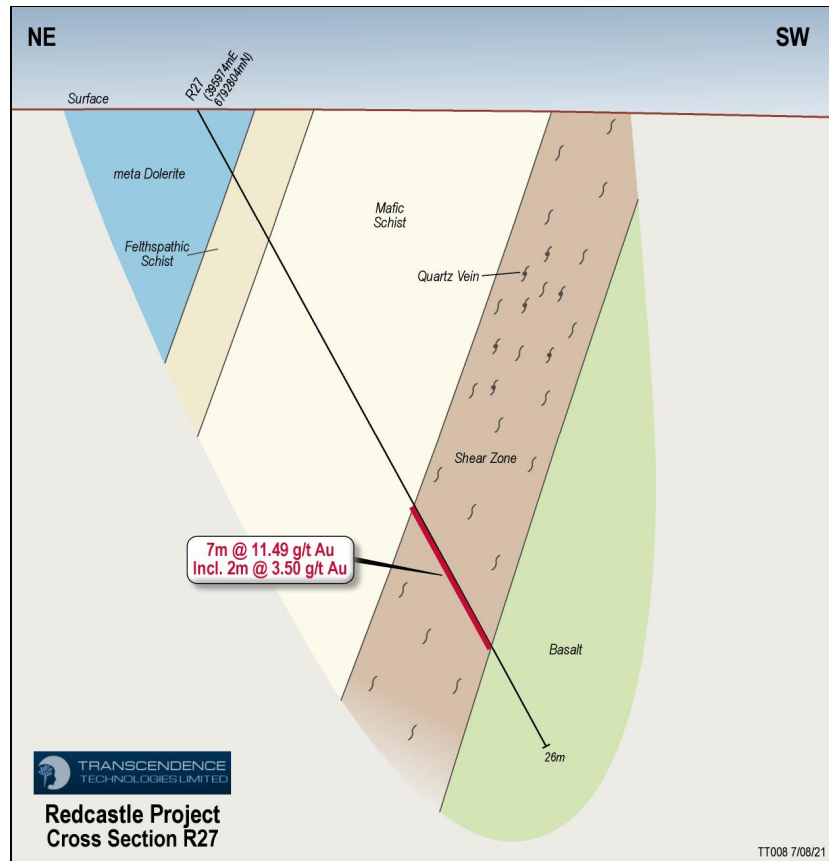 NE
SW
Surface
R27
(395974mE
6792804mN)
meta Dolerite
Mafic
Schist
Felthspathic
Schist
Quartz Vein
Shear Zone
7m @ 11.49 g/t Au
Incl. 2m @ 3.50 g/t Au
Basalt
26m
TRANSCENDENCE
TECHNOLOGIES LIMITED
Redcastle Project
Cross Section R27
TT008 7/08/21